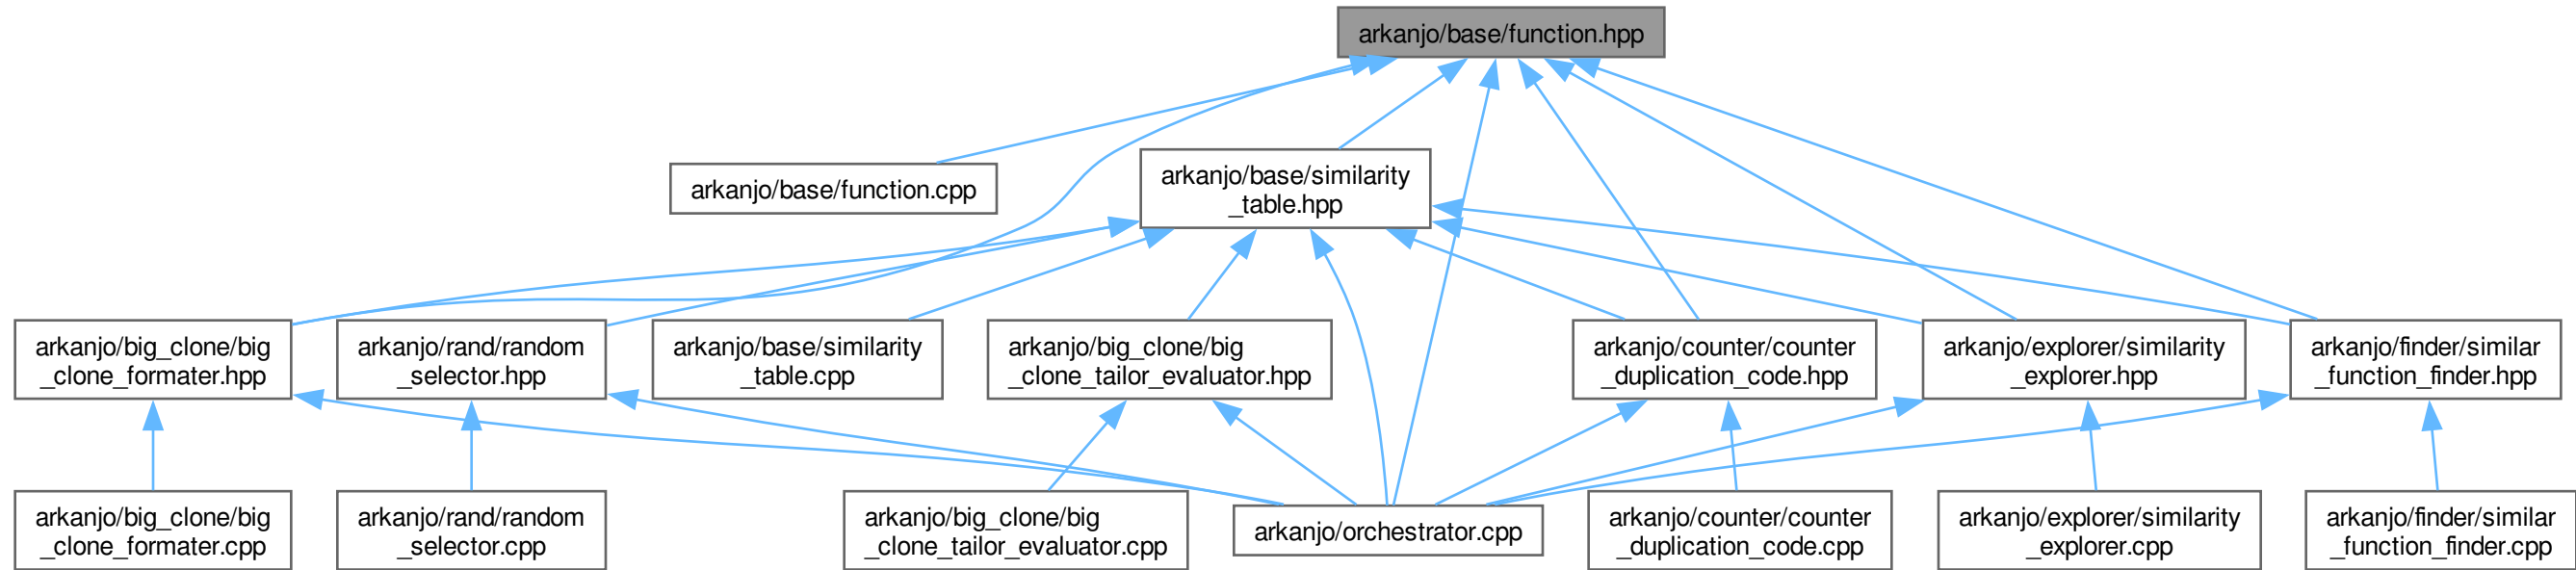 arkanjo/base/function.hpp
arkanjo/base/function.cpp
arkanjo/base/similarity
_table.hpp
arkanjo/big_clone/big
_clone_formater.hpp
arkanjo/rand/random
_selector.hpp
arkanjo/base/similarity
_table.cpp
arkanjo/big_clone/big
_clone_tailor_evaluator.hpp
arkanjo/counter/counter
_duplication_code.hpp
arkanjo/explorer/similarity
_explorer.hpp
arkanjo/finder/similar
_function_finder.hpp
arkanjo/big_clone/big
_clone_formater.cpp
arkanjo/rand/random
_selector.cpp
arkanjo/big_clone/big
_clone_tailor_evaluator.cpp
arkanjo/orchestrator.cpp
arkanjo/counter/counter
_duplication_code.cpp
arkanjo/explorer/similarity
_explorer.cpp
arkanjo/finder/similar
_function_finder.cpp